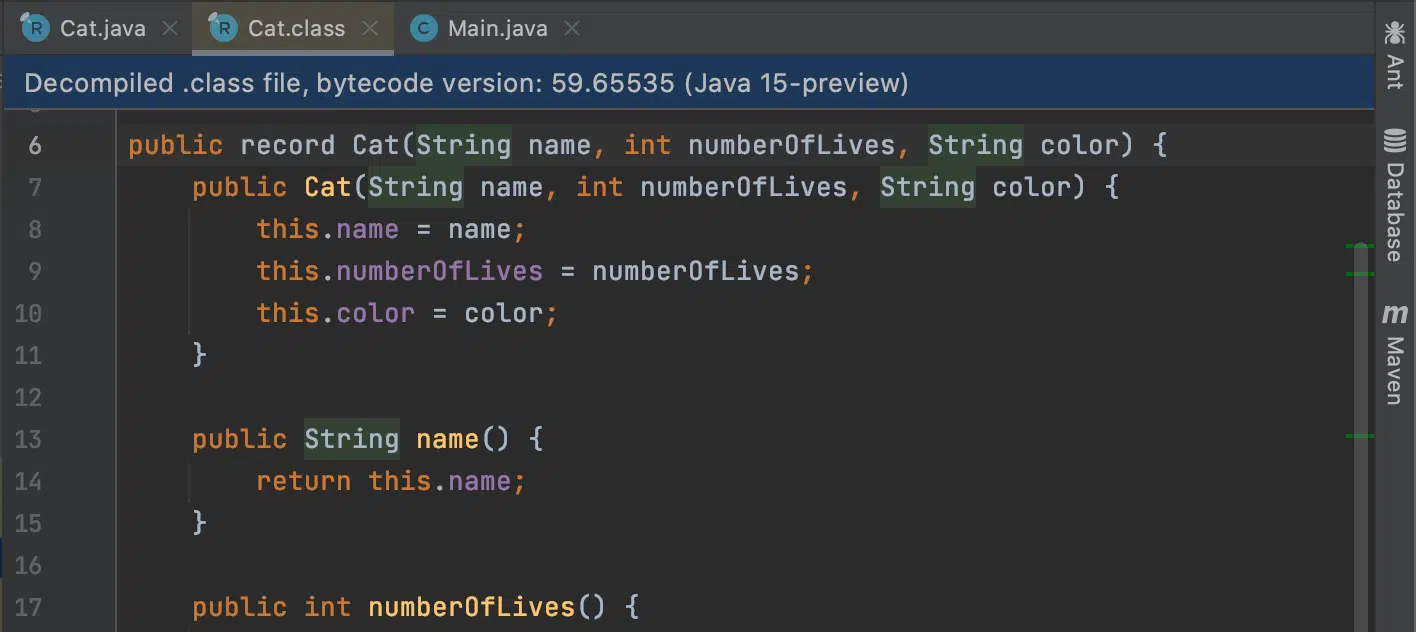 Cat.java Cat.class Main.java
Decompiled .class file, bytecode version: 59.65535 (Java 15-preview)
6 public record Cat(String name, int numberOfLives, String color) {
7 public Cat(String name, int numberOfLives, String color) {
8 this.name = name;
9 this.numberOfLives = numberOfLives;
10 this.color = color;
11 }
12
13 public String name() {
14 return this.name;
15 }
16
17 public int numberOfLives() {
Ant
Database
m Maven